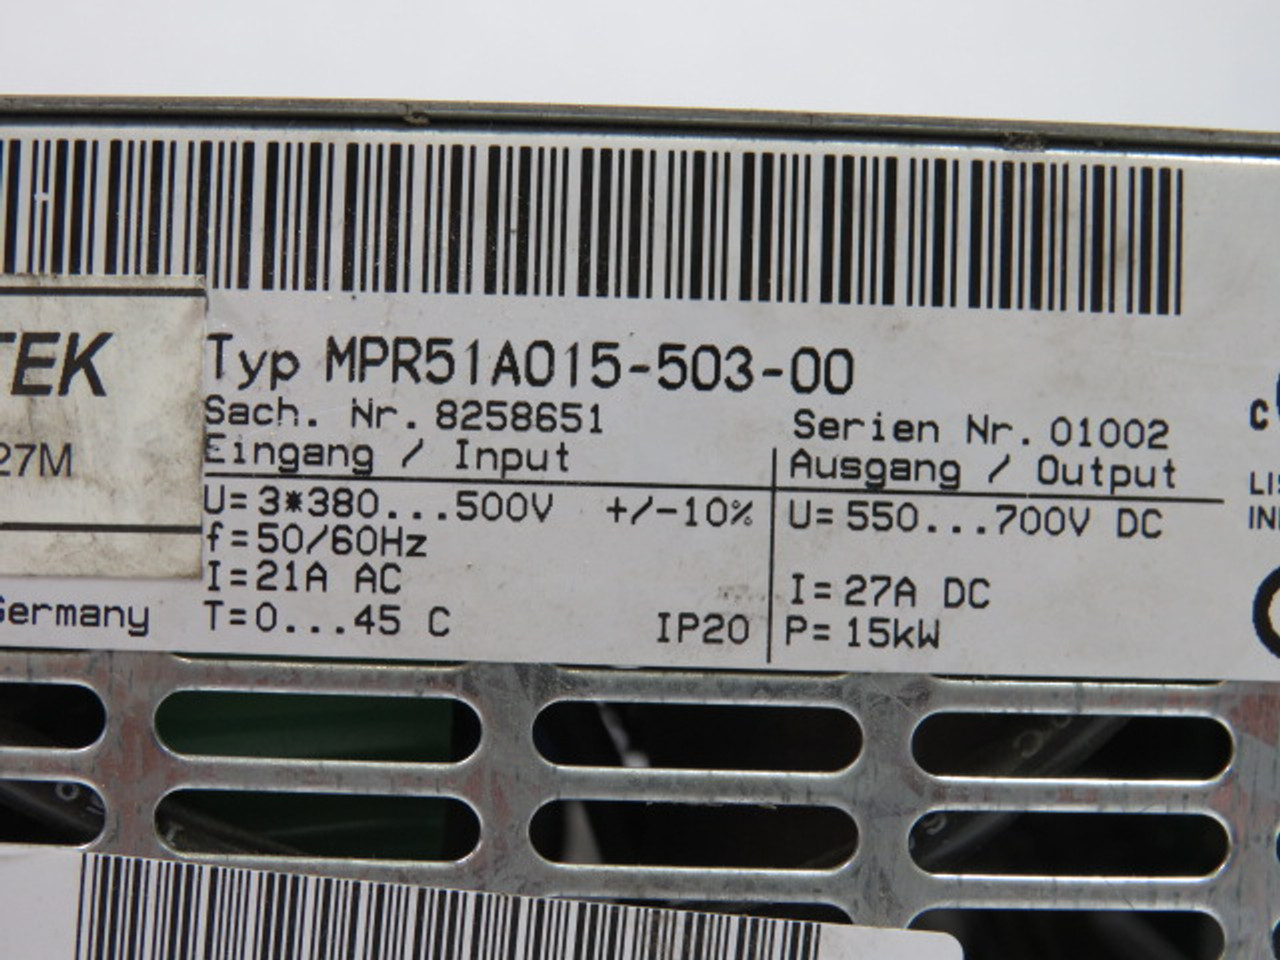 TEK
27M
Germany
Typ MPR51A015-503-00
Sach. Nr. 8258651
Serien Nr. 01002
Eingang / Input
Ausgang / Output
U= 3*380...500V +/-10%
U= 550...700V DC
f=50/60Hz
I=21A AC
I= 27A DC
T=0...45 C
IP20
P= 15kW